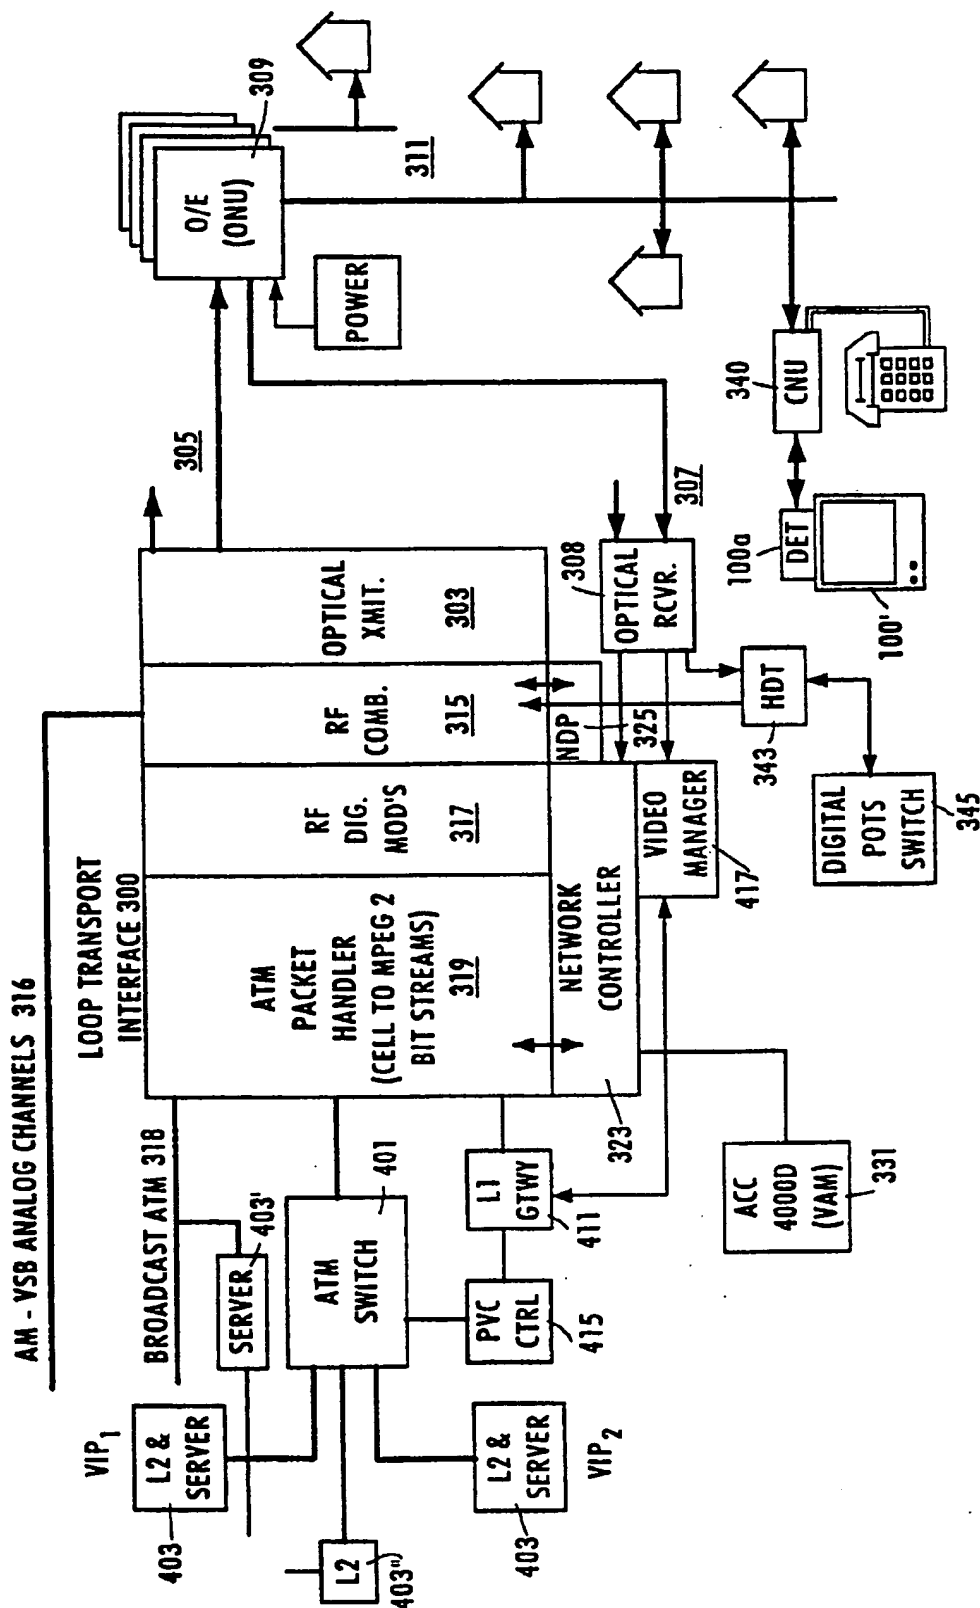 AM - VSB ANALOG CHANNELS 316
LOOP TRANSPORT
INTERFACE 300
BROADCAST ATM 318
VIP1
L2 &
SERVER
403
SERVER
403'
L2
403"
L2 &
SERVER
403
VIP2
ATM
SWITCH
401
PVC
CTRL
415
L1
GTWY
411
ATM
PACKET
HANDLER
(CELL TO MPEG 2
BIT STREAMS)
319
RF
DIG.
MOD'S
317
RF
COMB.
315
OPTICAL
XMIT.
303
NETWORK
CONTROLLER
323
NDP
325
VIDEO
MANAGER
417
ACC
4000D
(VAM)
331
305
307
OPTICAL
RCVR.
308
HDT
343
DIGITAL
POTS
SWITCH
345
O/E
(ONU)
309
POWER
311
CNU
340
DET
100a
100'